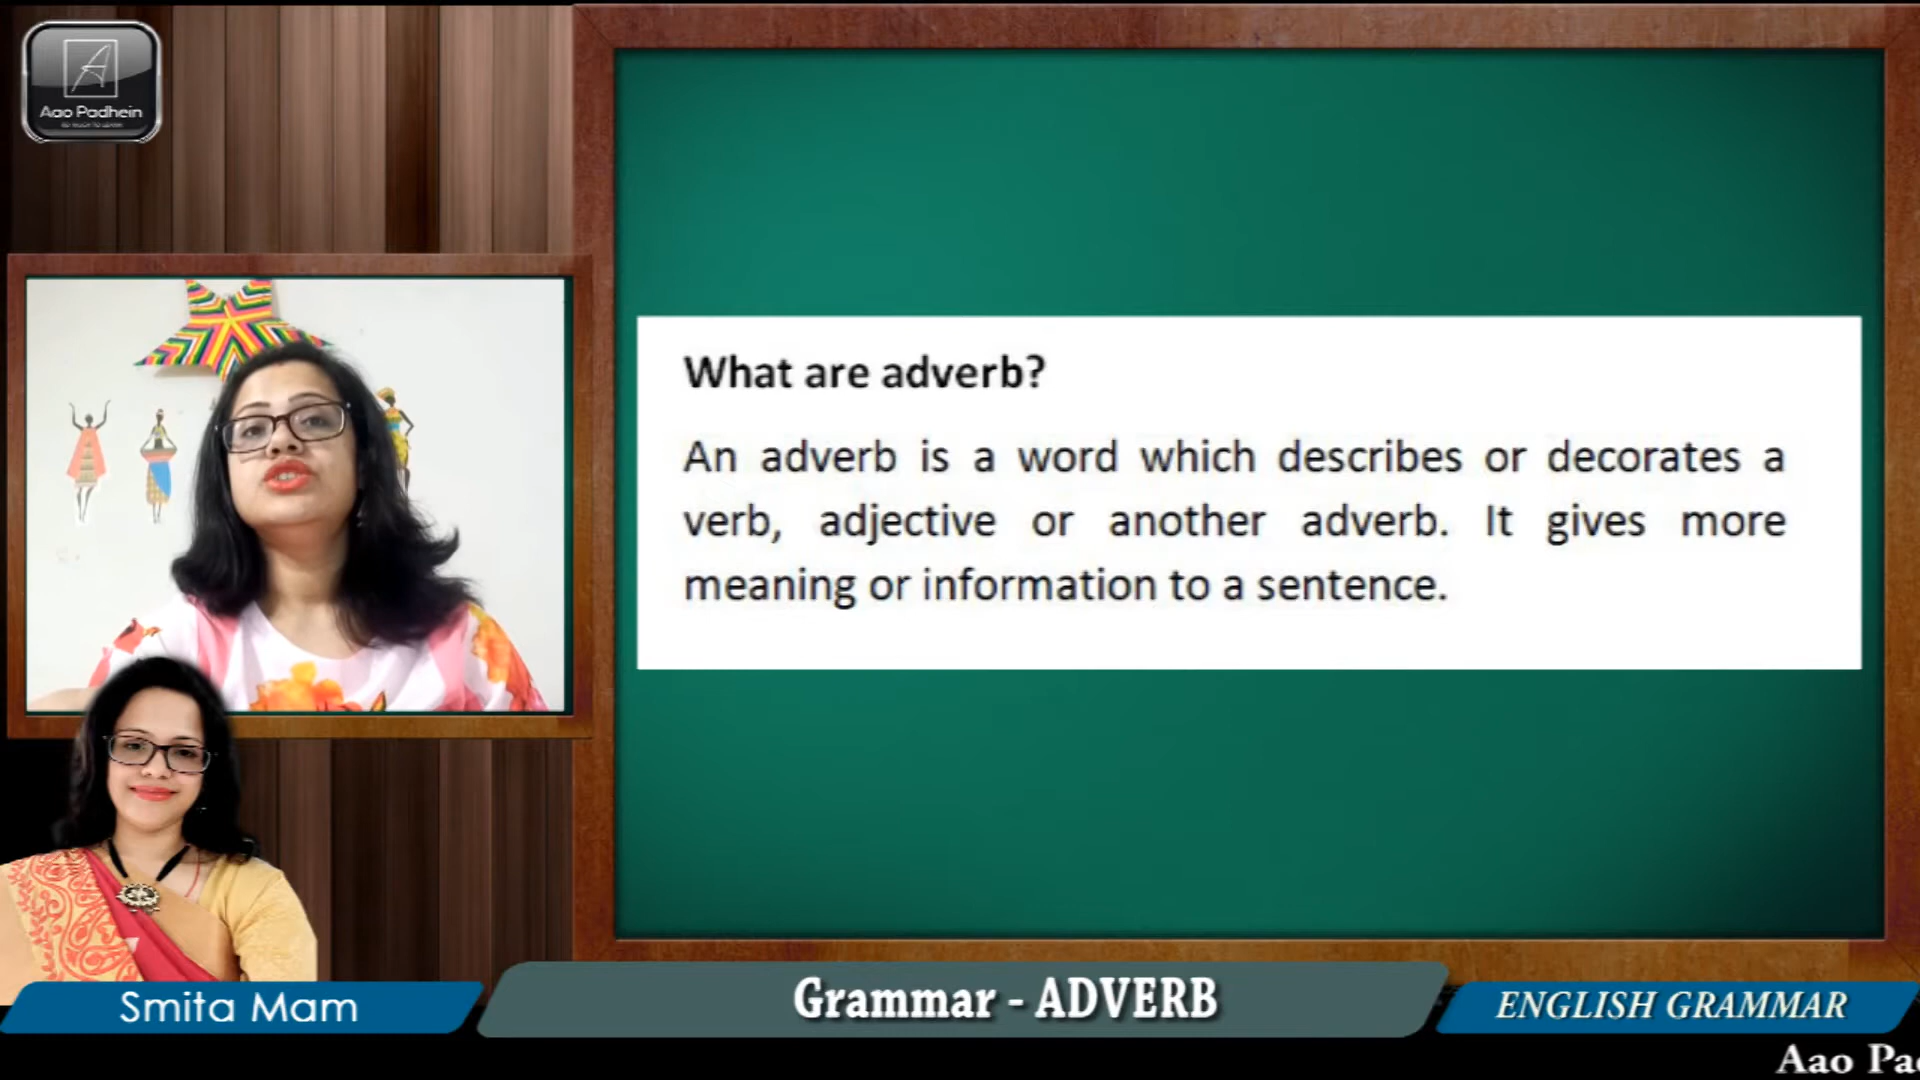 Aao Padhein
What are adverb?
An adverb is a word which describes or decorates a
verb, adjective or another adverb. It gives more
meaning or information to a sentence.
Smita Mam
Grammar - ADVERB
ENGLISH GRAMMAR
Aao